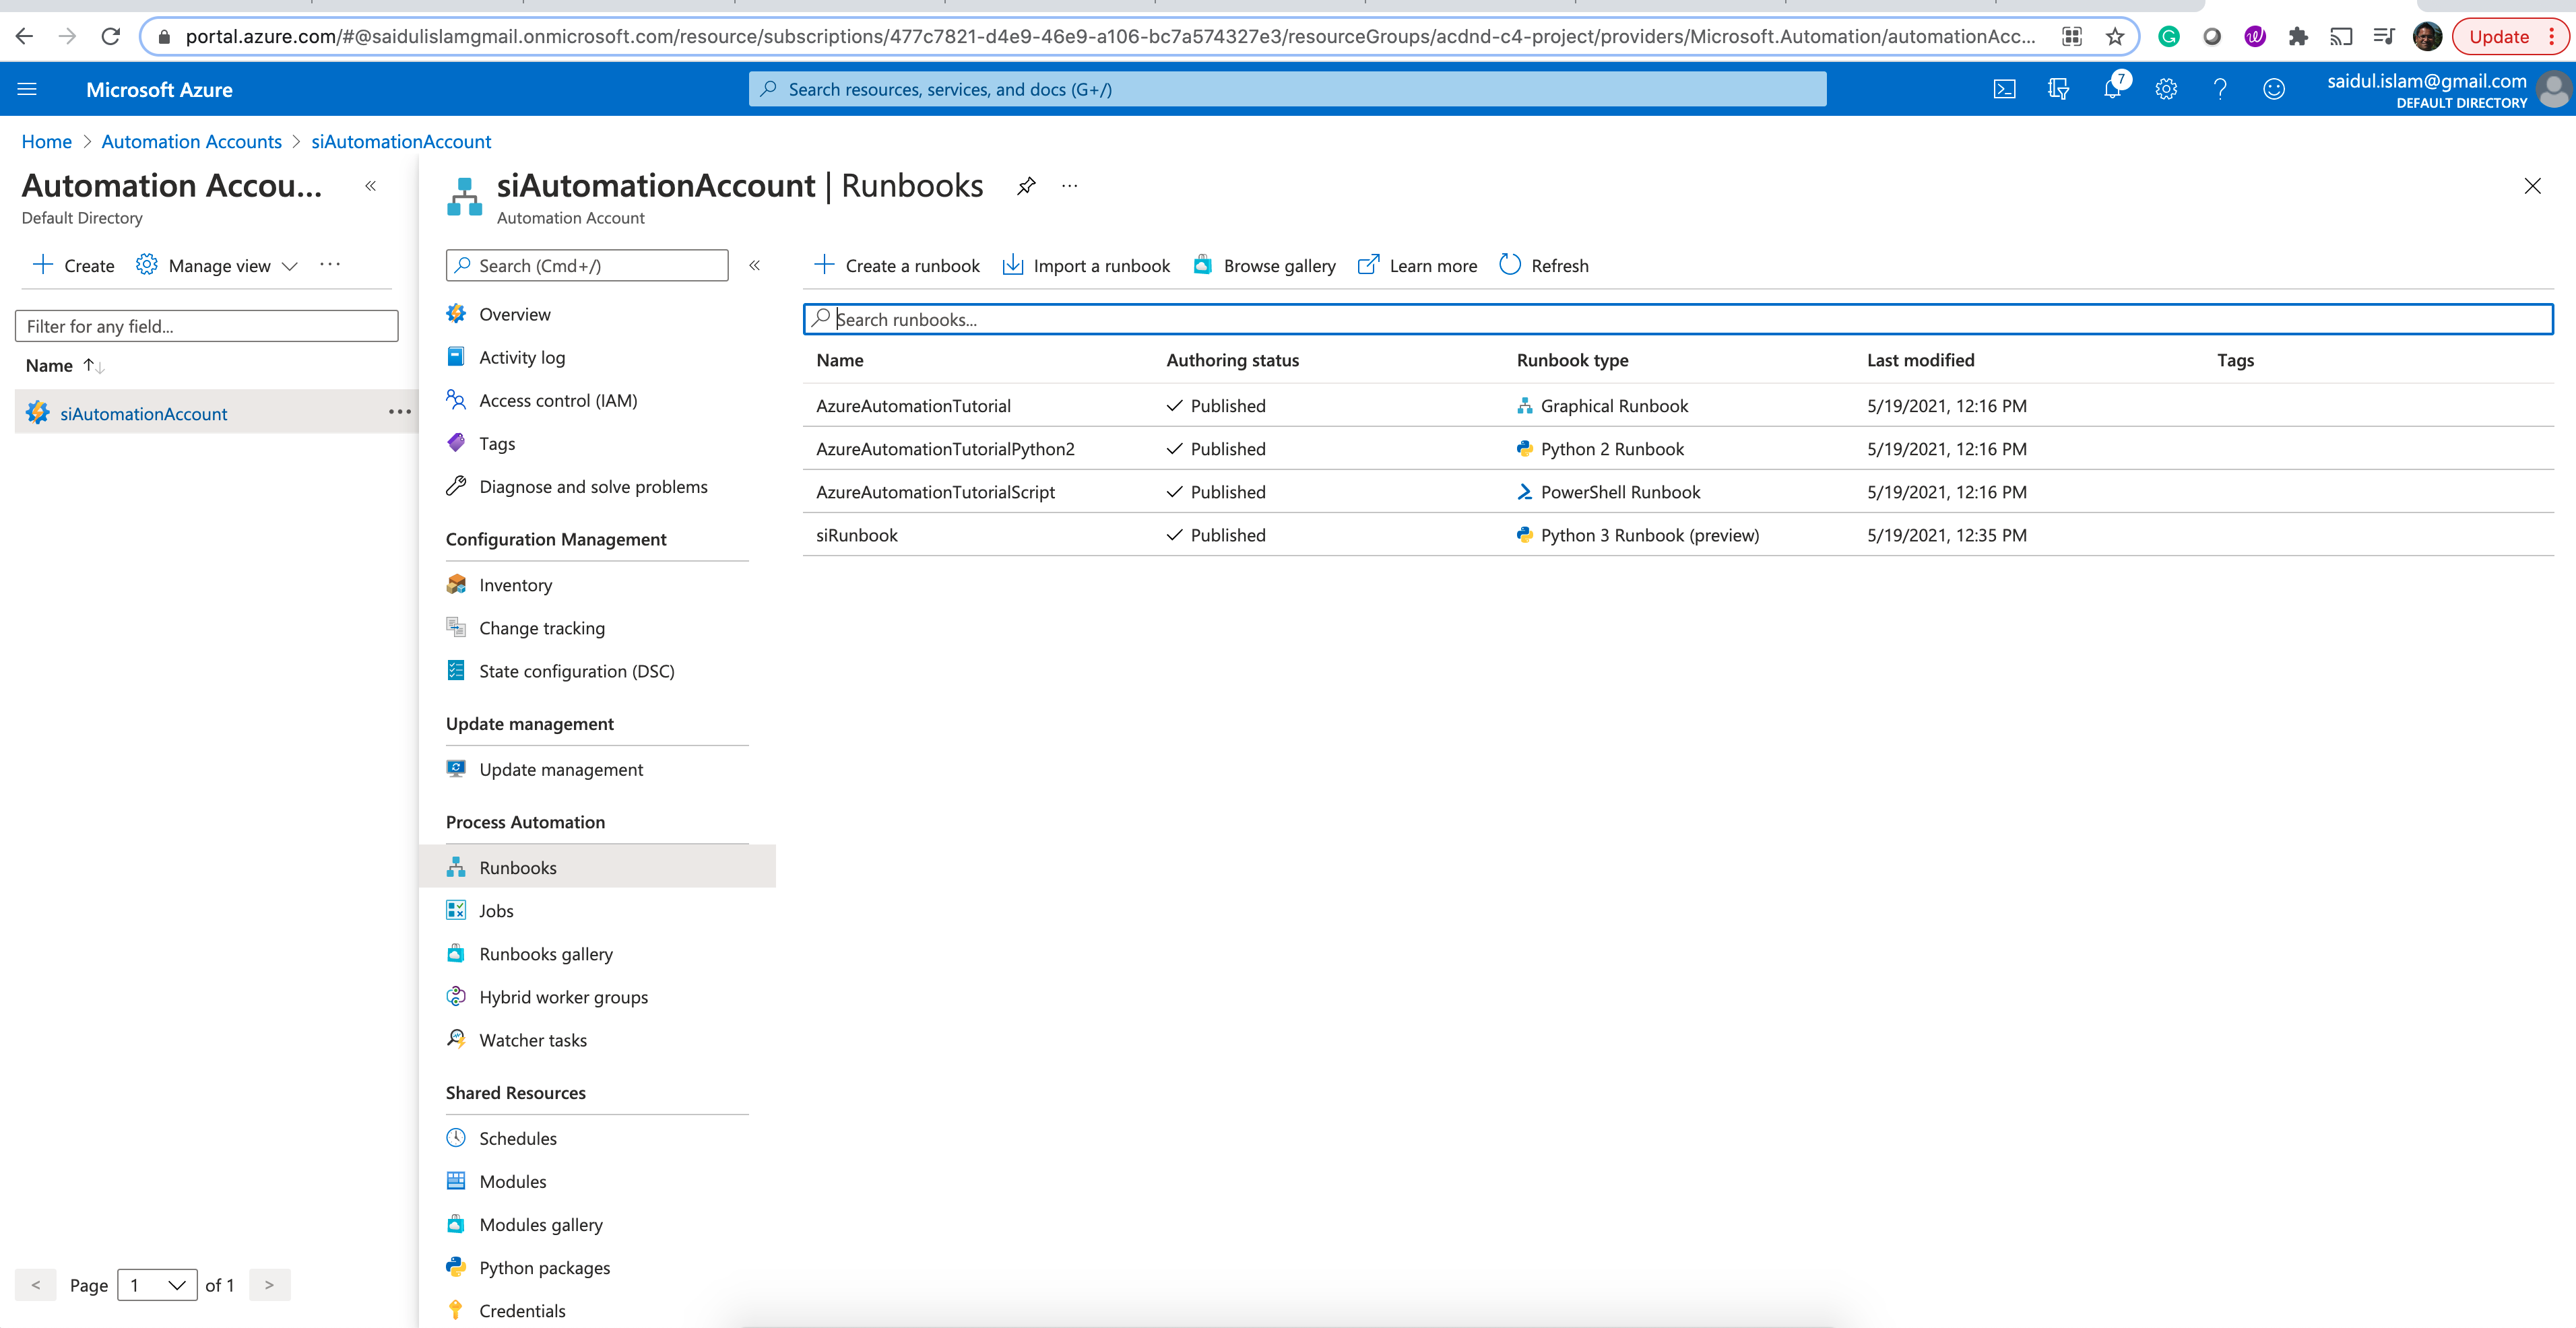 portal.azure.com/#@saidulislamgmail.onmicrosoft.com/resource/subscriptions/477c7821-d4e9-46e9-a106-bc7a574327e3/resourceGroups/acdnd-c4-project/providers/Microsoft.Automation/automationAcc...
Update
Microsoft Azure
Search resources, services, and docs (G+/)
7
saidul.islam@gmail.com
DEFAULT DIRECTORY
Home > Automation Accounts > siAutomationAccount
Automation Accou... «
Default Directory
Create Manage view ...
Filter for any field...
Name ↑↓
siAutomationAccount ...
< Page 1 of 1 >
siAutomationAccount | Runbooks ...
Automation Account
Search (Cmd+/) «
Overview
Activity log
Access control (IAM)
Tags
Diagnose and solve problems
Configuration Management
Inventory
Change tracking
State configuration (DSC)
Update management
Update management
Process Automation
Runbooks
Jobs
Runbooks gallery
Hybrid worker groups
Watcher tasks
Shared Resources
Schedules
Modules
Modules gallery
Python packages
Credentials
Create a runbook Import a runbook Browse gallery Learn more Refresh
Search runbooks...
Name Authoring status Runbook type Last modified Tags
AzureAutomationTutorial Published Graphical Runbook 5/19/2021, 12:16 PM
AzureAutomationTutorialPython2 Published Python 2 Runbook 5/19/2021, 12:16 PM
AzureAutomationTutorialScript Published PowerShell Runbook 5/19/2021, 12:16 PM
siRunbook Published Python 3 Runbook (preview) 5/19/2021, 12:35 PM